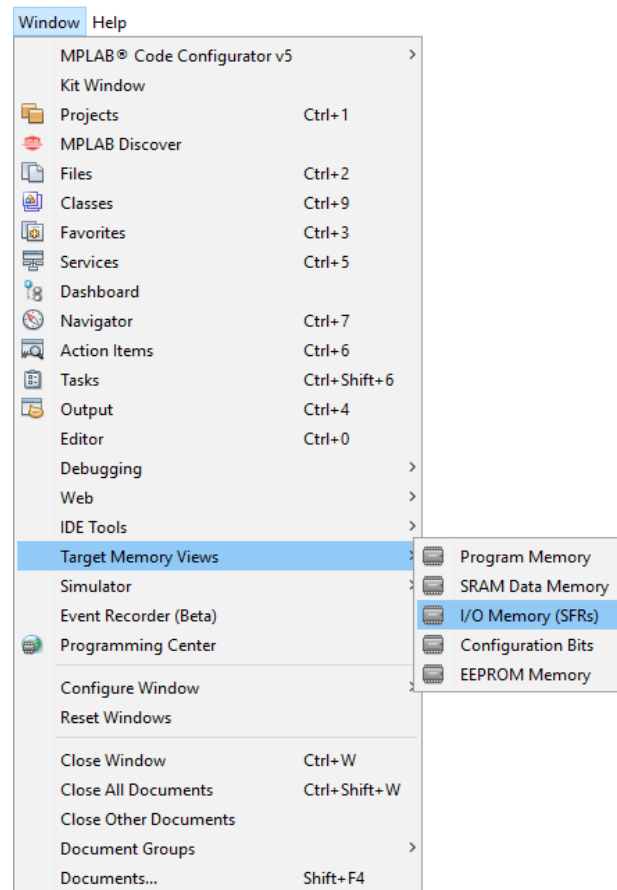 Window Help
MPLAB® Code Configurator v5
Kit Window
Projects Ctrl+1
MPLAB Discover
Files Ctrl+2
Classes Ctrl+9
Favorites Ctrl+3
Services Ctrl+5
Dashboard
Navigator Ctrl+7
Action Items Ctrl+6
Tasks Ctrl+Shift+6
Output Ctrl+4
Editor Ctrl+0
Debugging
Web
IDE Tools
Target Memory Views
Simulator
Event Recorder (Beta)
Programming Center
Configure Window
Reset Windows
Close Window Ctrl+W
Close All Documents Ctrl+Shift+W
Close Other Documents
Document Groups
Documents... Shift+F4
Program Memory
SRAM Data Memory
I/O Memory (SFRs)
Configuration Bits
EEPROM Memory